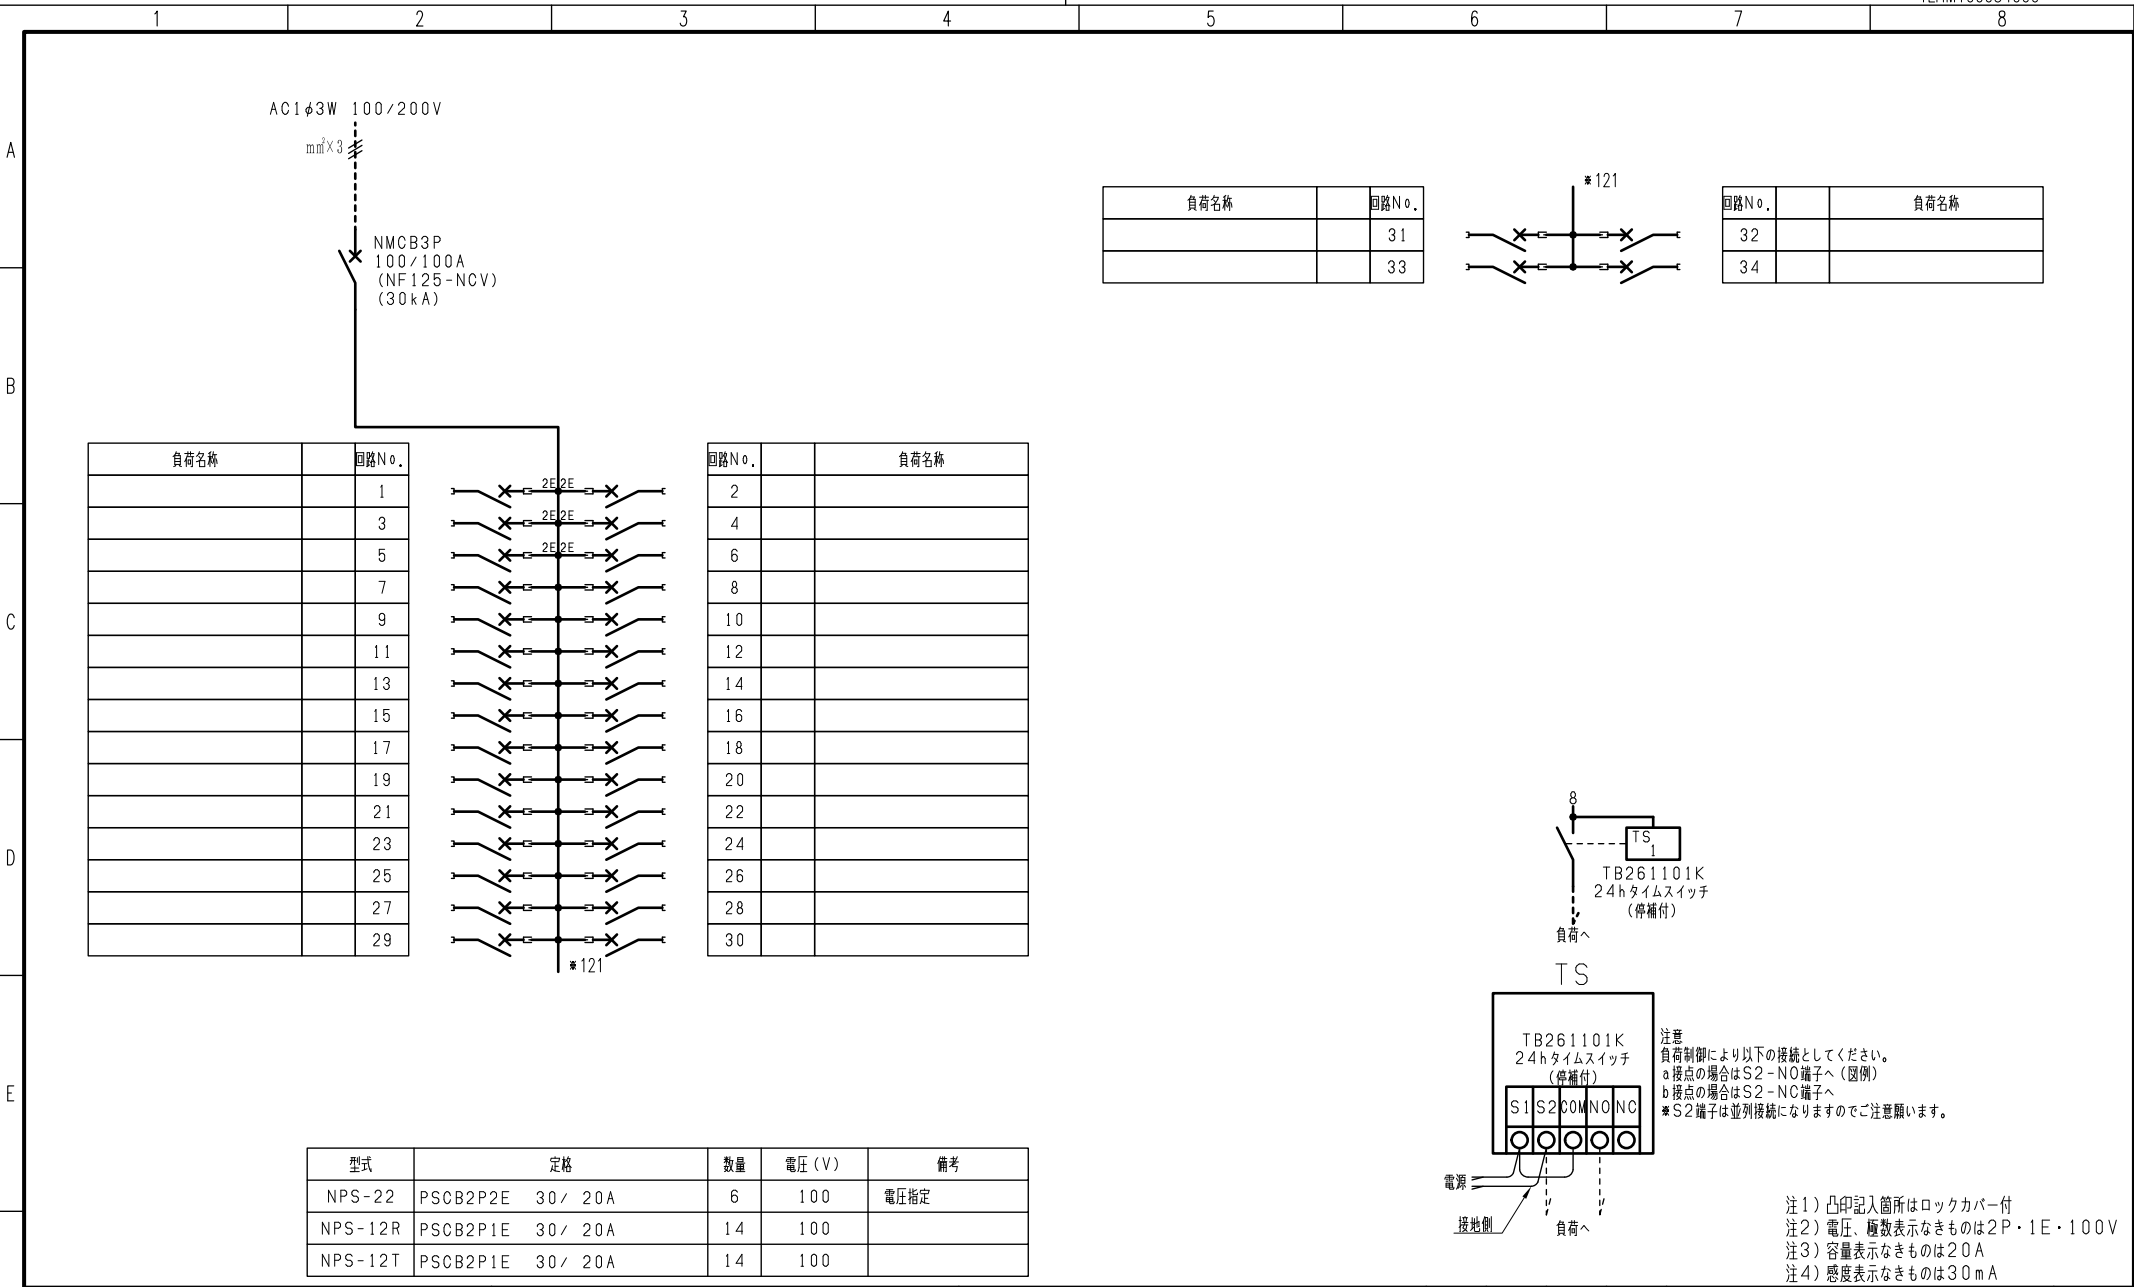 1 2 3 4 5 6 7 8
A
B
C
D
E
AC1φ3W 100/200V
mm²×3
NMCB3P
100/100A
(NF125-NCV)
(30kA)
負荷名称 回路No.
1
3
5
7
9
11
13
15
17
19
21
23
25
27
29
2E 2E
2E 2E
2E 2E
※121
回路No. 負荷名称
2
4
6
8
10
12
14
16
18
20
22
24
26
28
30
負荷名称 回路No.
31
33
※121
回路No. 負荷名称
32
34
8
TS
1
TB261101K
24hタイムスイッチ
(停補付)
負荷へ
TS
TB261101K
24hタイムスイッチ
(停補付)
S1 S2 COM NO NC
電源
接地側
負荷へ
注意
負荷制御により以下の接続としてください。
a接点の場合はS2-NO端子へ(図例)
b接点の場合はS2-NC端子へ
※S2端子は並列接続になりますのでご注意願います。
型式 定格 数量 電圧(V) 備考
NPS-22 PSCB2P2E 30/ 20A 6 100 電圧指定
NPS-12R PSCB2P1E 30/ 20A 14 100
NPS-12T PSCB2P1E 30/ 20A 14 100
注1)凸印記入箇所はロックカバー付
注2)電圧、極数表示なきものは2P・1E・100V
注3)容量表示なきものは20A
注4)感度表示なきものは30mA